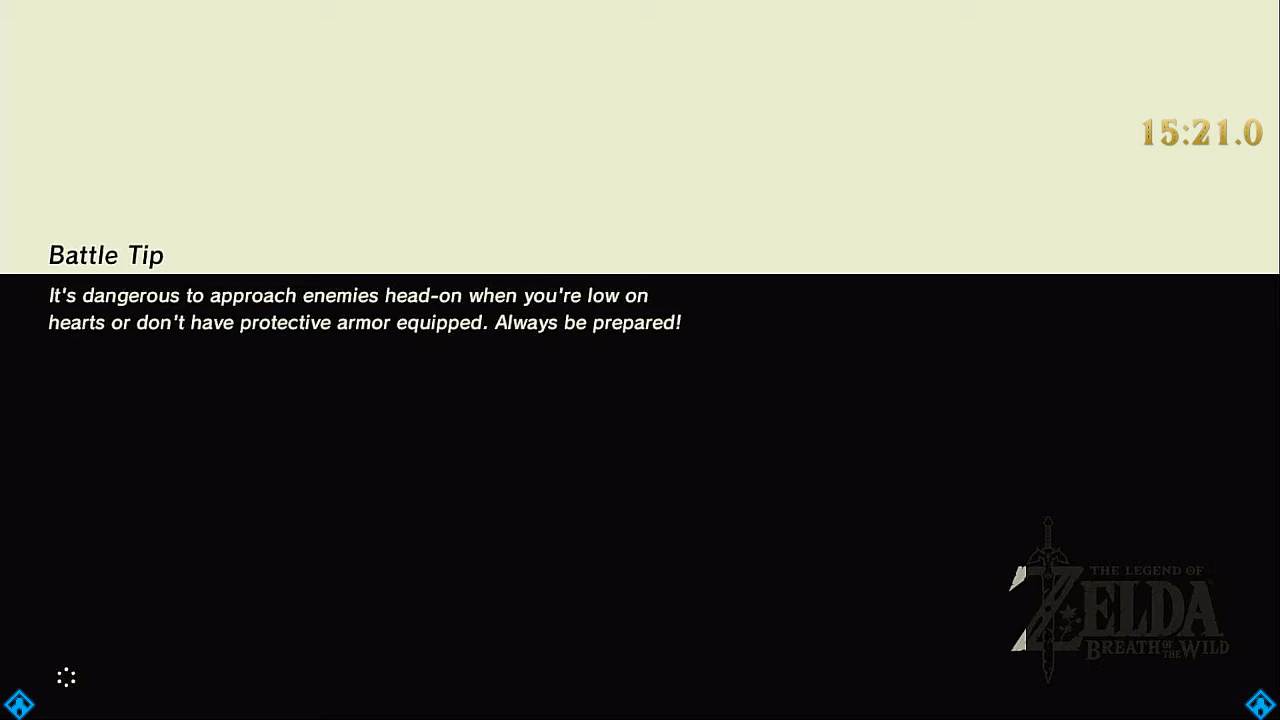 15:21.0
Battle Tip
It's dangerous to approach enemies head-on when you're low on
hearts or don't have protective armor equipped. Always be prepared!
THE LEGEND OF
ZELDA
BREATH OF THE WILD